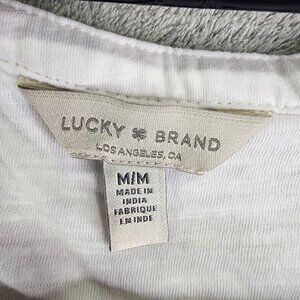 LUCKY BRAND
LOS ANGELES, CA
M/M
MADE IN
INDIA
FABRIQUE
EN INDE